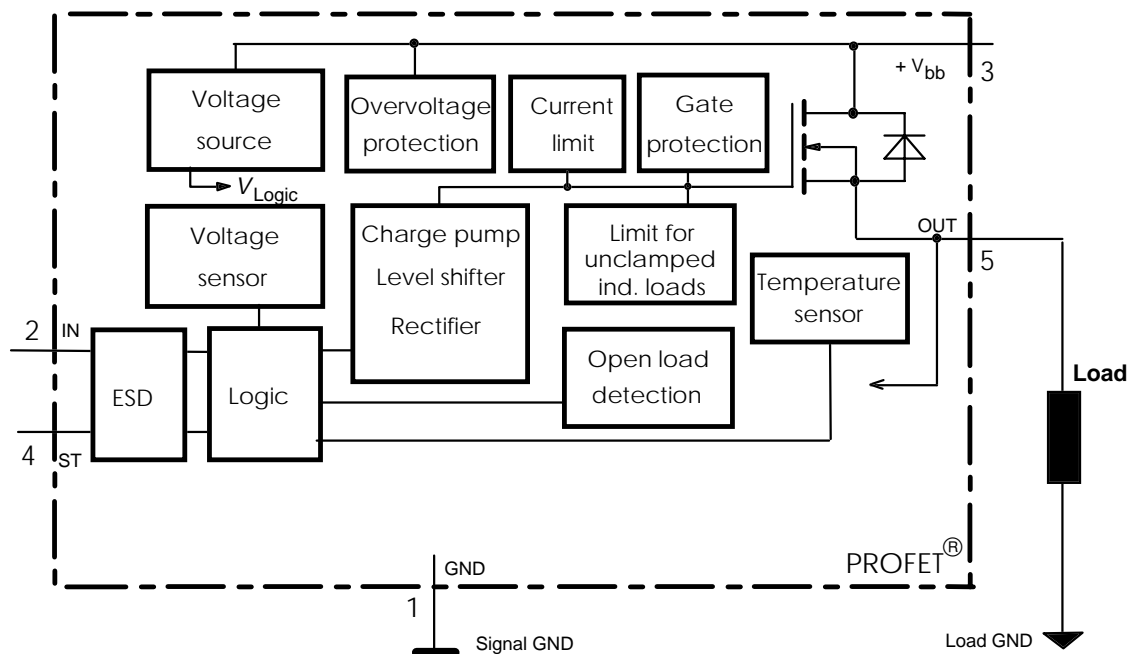 + Vbb
3
Voltage
source
Overvoltage
protection
Current
limit
Gate
protection
VLogic
Voltage
sensor
Charge pump
Level shifter
Rectifier
Limit for
unclamped
ind. loads
OUT
5
Temperature
sensor
2
IN
ESD
Logic
Open load
detection
Load
4
ST
PROFET®
GND
1
Signal GND
Load GND